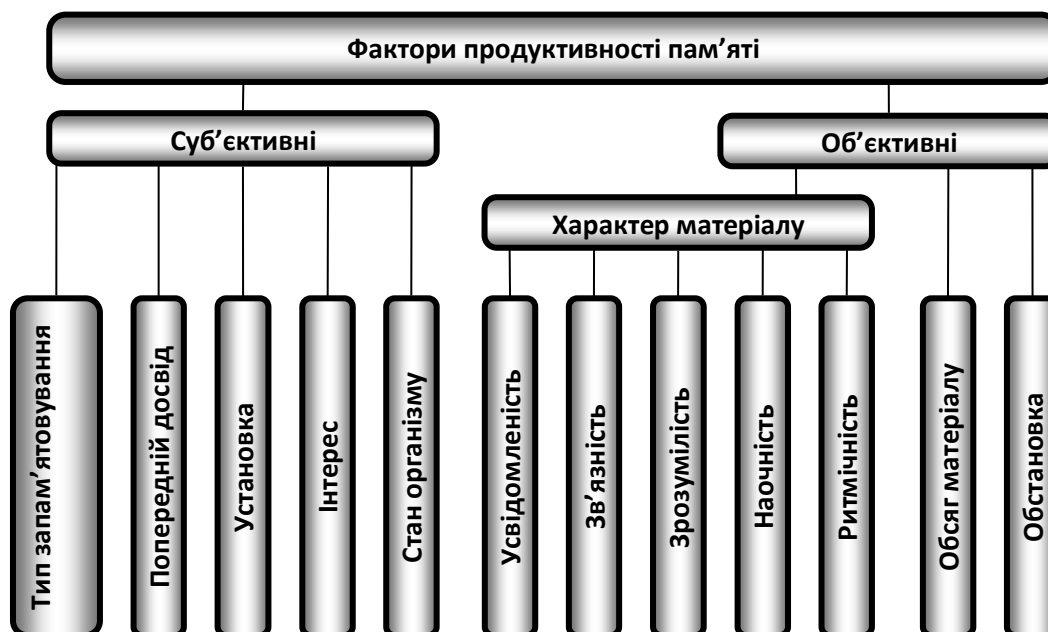 Фактори продуктивності пам’яті
Суб’єктивні
Об’єктивні
Характер матеріалу
Тип запам’ятовування
Попередній досвід
Установка
Інтерес
Стан організму
Усвідомленість
Зв’язність
Зрозумілість
Наочність
Ритмічність
Обсяг матеріалу
Обстановка